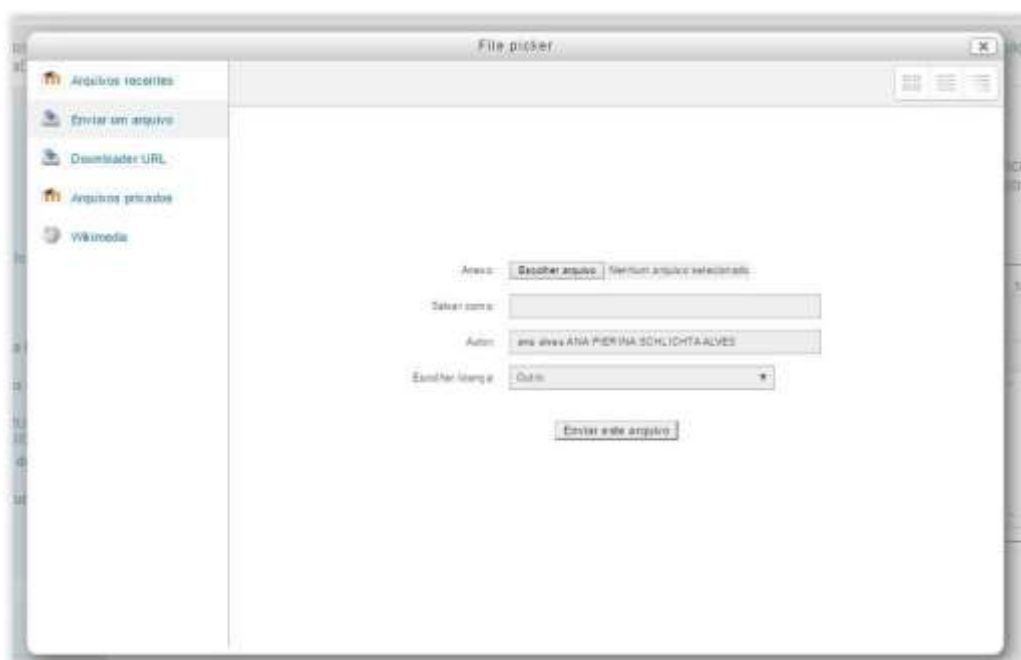 File picker
Arquivos recentes
Enviar um arquivo
Downloader URL
Arquivos privados
Wikimedia
Anexo
Escolher arquivo Nenhum arquivo selecionado
Salvar como
Autor
ana alves ANA PIERINA SCHLICHTA ALVES
Escolher licença
Outro
Enviar este arquivo